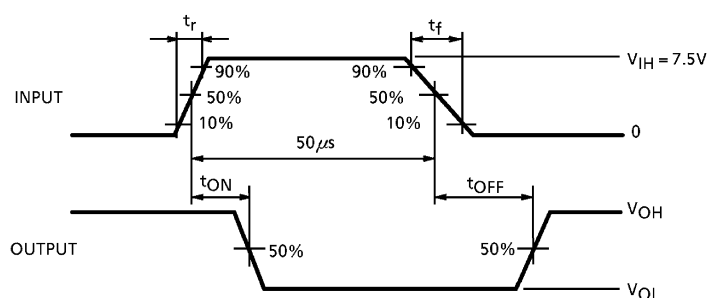 tr
tf
VIH = 7.5V
90%
90%
INPUT
50%
50%
10%
10%
0
50μs
tON
tOFF
VOH
OUTPUT
50%
50%
VOL